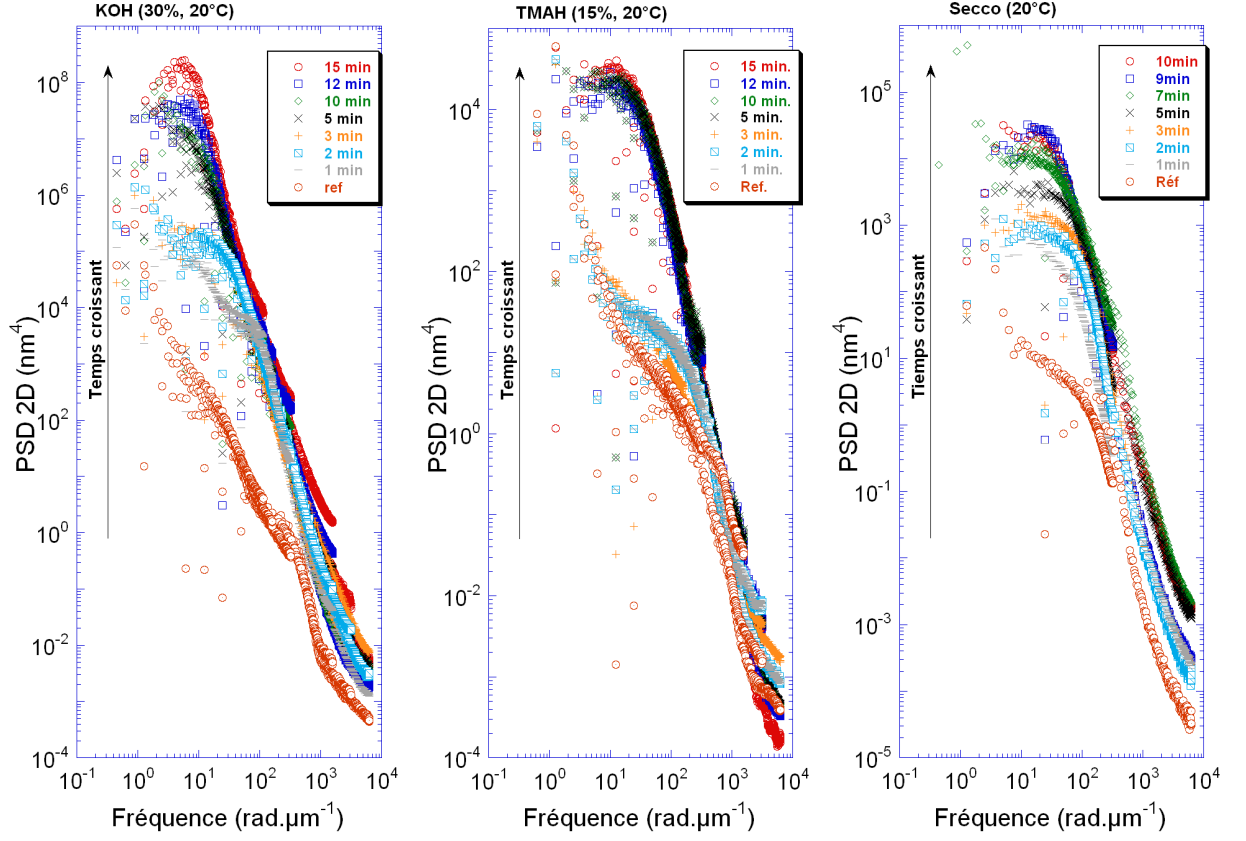 KOH (30%, 20°C)
PSD 2D (nm⁴)
Temps croissant
15 min
12 min
10 min
5 min
3 min
2 min
1 min
ref
10⁸
10⁶
10⁴
10²
10⁰
10⁻²
10⁻⁴
10⁻¹ 10⁰ 10¹ 10² 10³ 10⁴
Fréquence (rad.µm⁻¹)
TMAH (15%, 20°C)
PSD 2D (nm⁴)
Temps croissant
15 min.
12 min.
10 min.
5 min.
3 min.
2 min.
1 min.
Ref.
10⁴
10²
10⁰
10⁻²
10⁻⁴
10⁻¹ 10⁰ 10¹ 10² 10³ 10⁴
Fréquence (rad.µm⁻¹)
Secco (20°C)
PSD 2D (nm⁴)
Tiemps croissant
10min
9min
7min
5min
3min
2min
1min
Réf
10⁵
10³
10¹
10⁻¹
10⁻³
10⁻⁵
10⁻¹ 10⁰ 10¹ 10² 10³ 10⁴
Fréquence (rad.µm⁻¹)